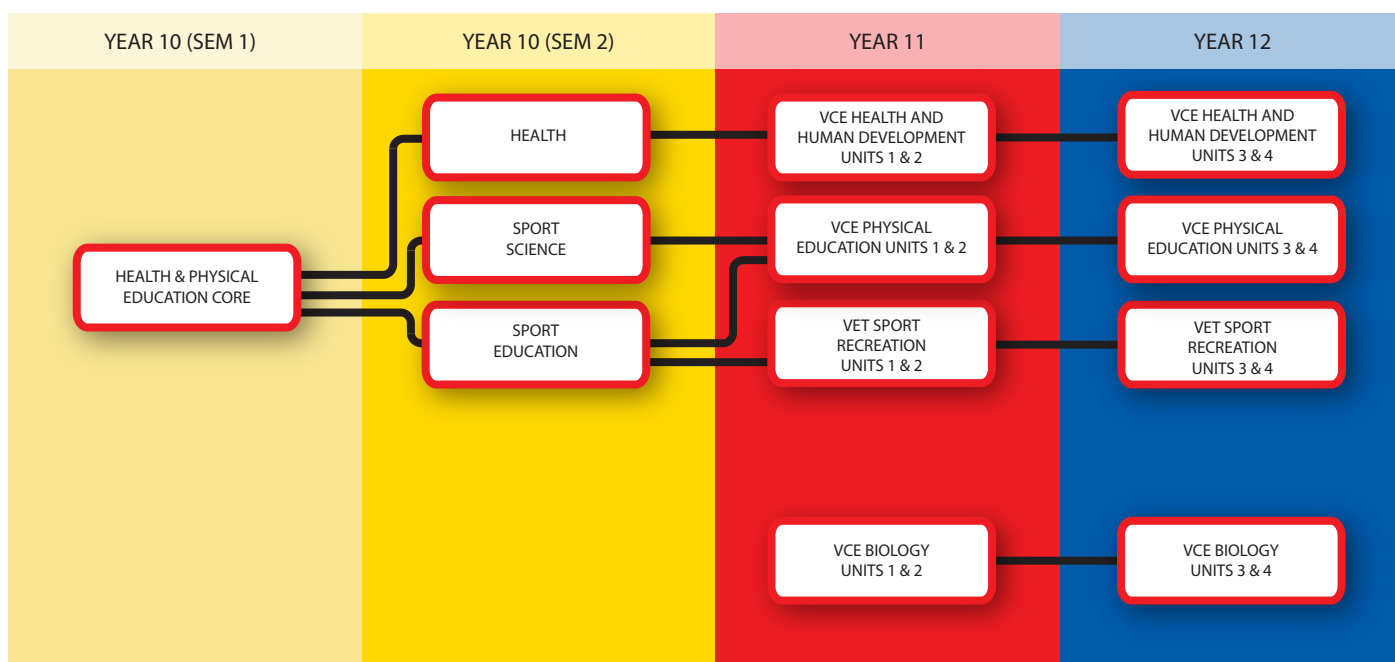 YEAR 10 (SEM 1)
YEAR 10 (SEM 2)
YEAR 11
YEAR 12
HEALTH & PHYSICAL
EDUCATION CORE
HEALTH
SPORT
SCIENCE
SPORT
EDUCATION
VCE HEALTH AND
HUMAN DEVELOPMENT
UNITS 1 & 2
VCE PHYSICAL
EDUCATION UNITS 1 & 2
VET SPORT
RECREATION
UNITS 1 & 2
VCE BIOLOGY
UNITS 1 & 2
VCE HEALTH AND
HUMAN DEVELOPMENT
UNITS 3 & 4
VCE PHYSICAL
EDUCATION UNITS 3 & 4
VET SPORT
RECREATION
UNITS 3 & 4
VCE BIOLOGY
UNITS 3 & 4